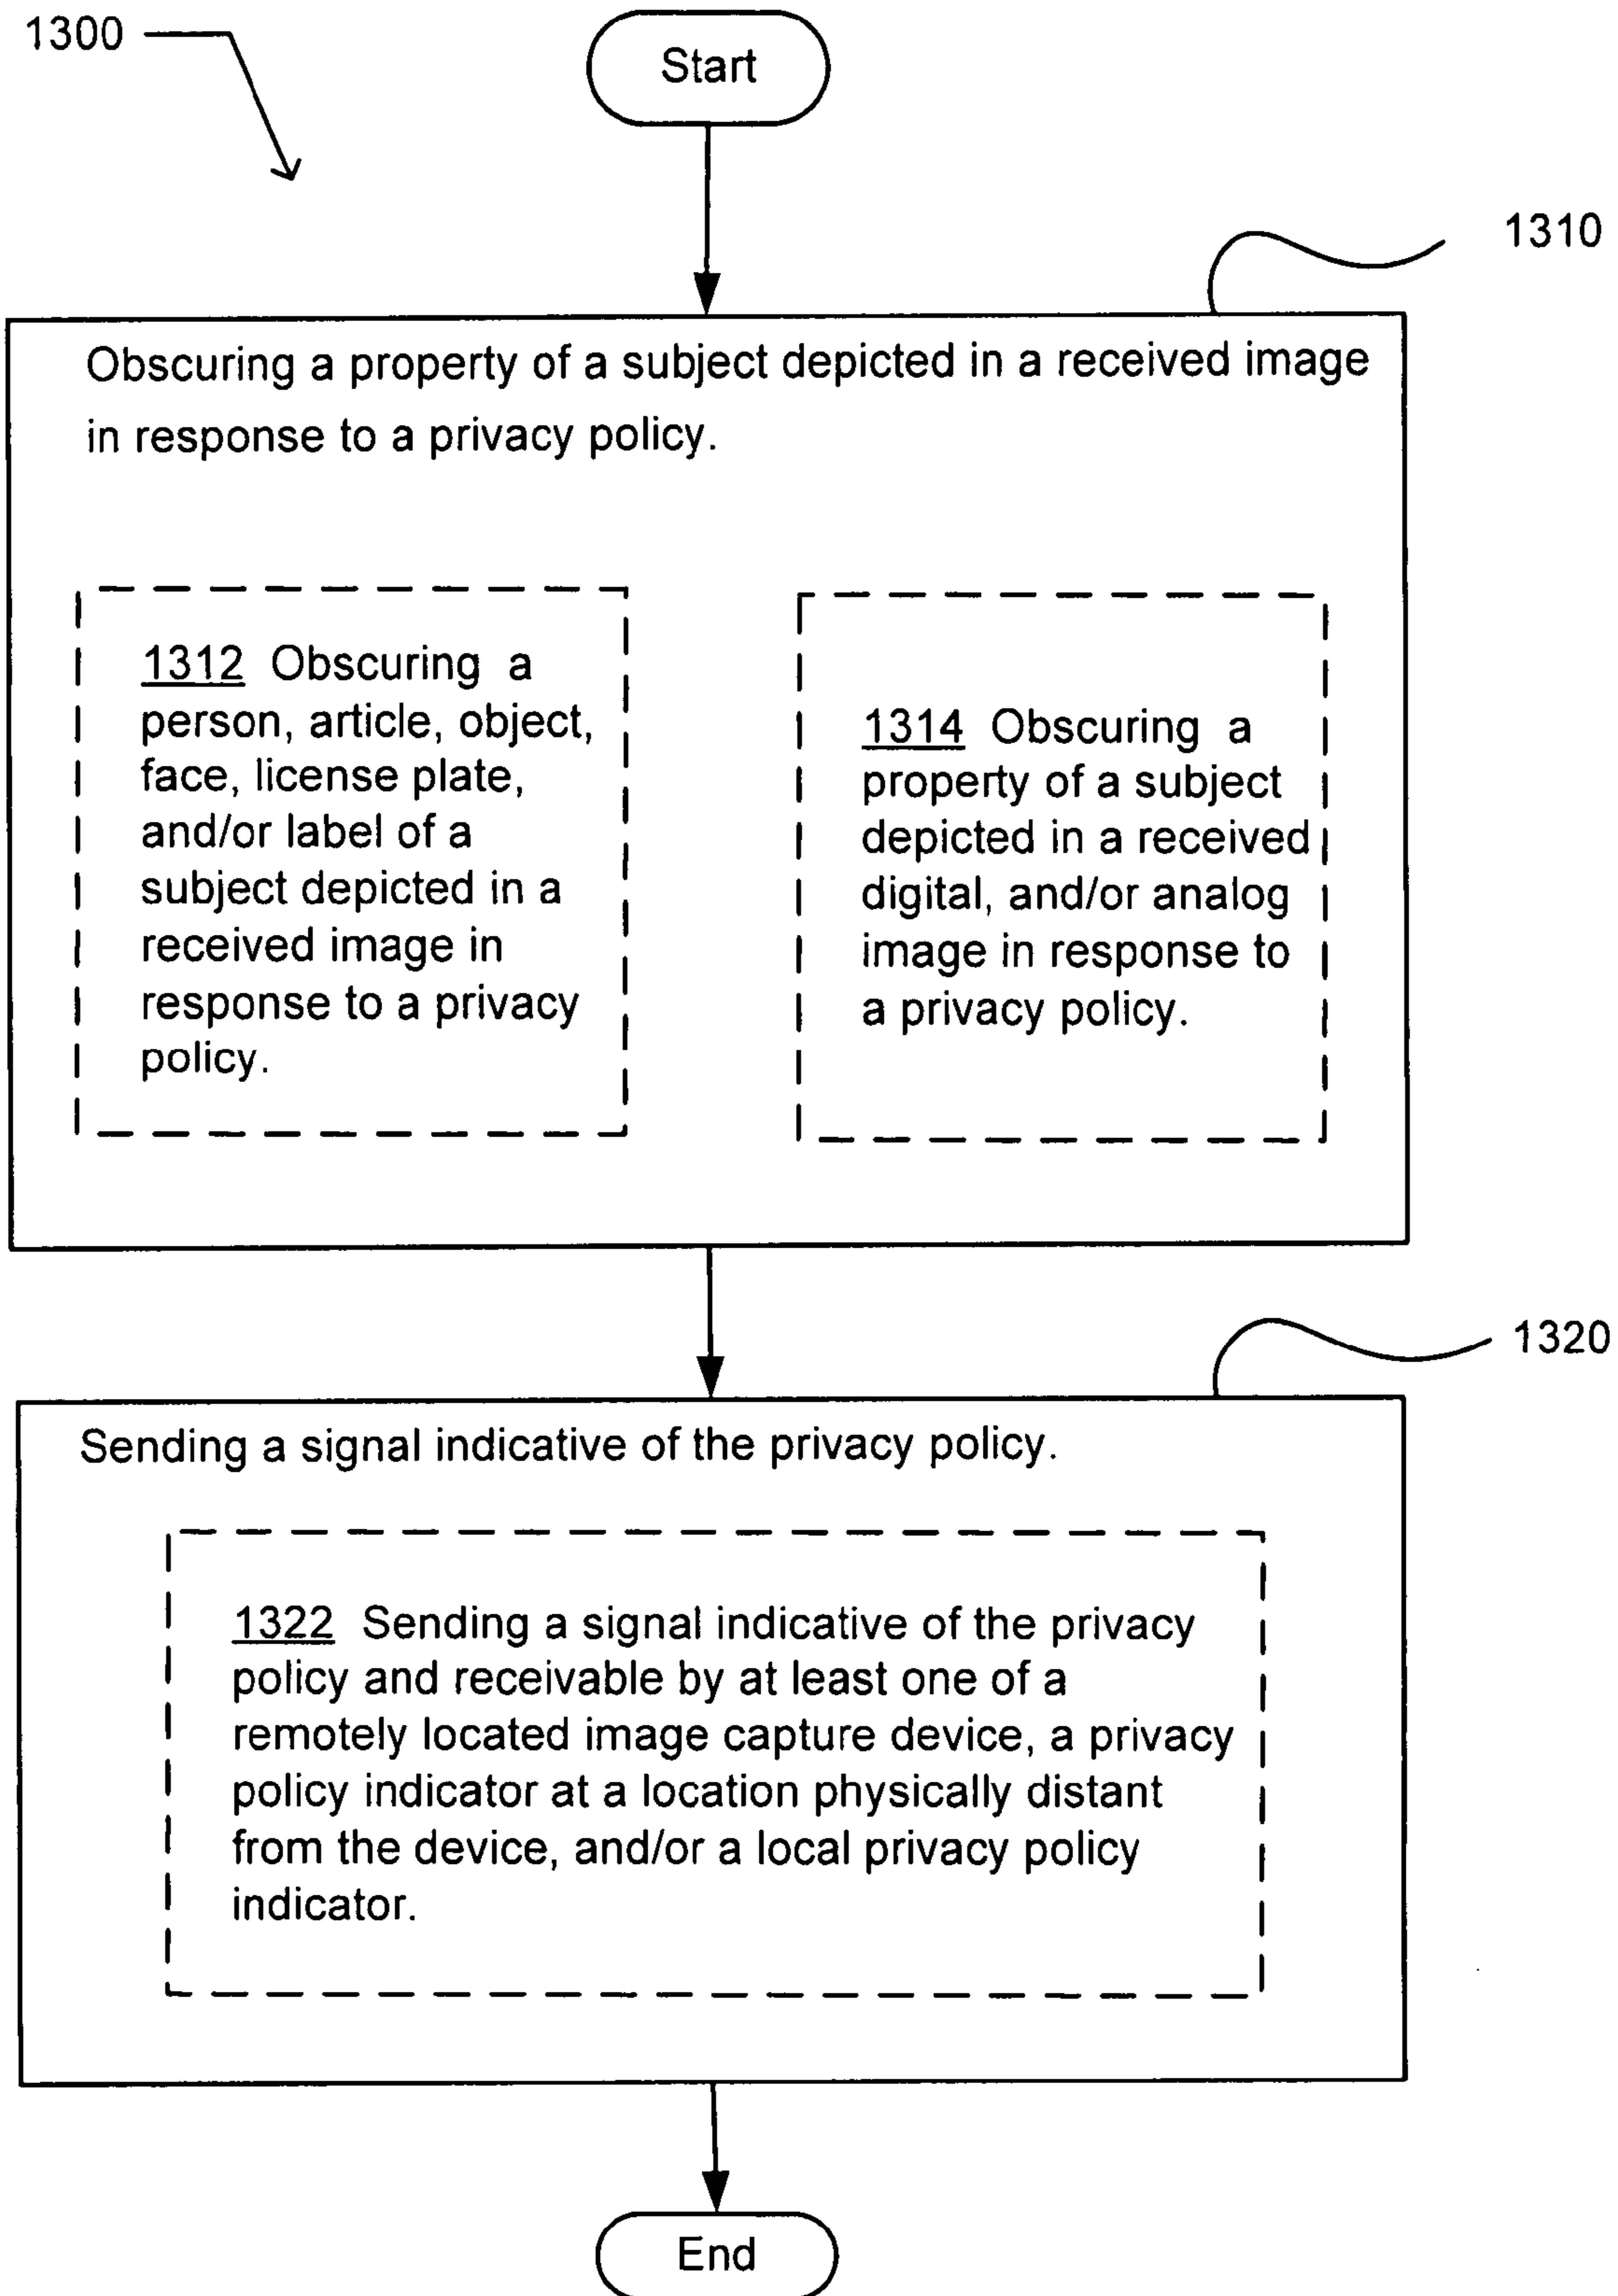 1300
Start
1310
Obscuring a property of a subject depicted in a received image
in response to a privacy policy.
1312 Obscuring a
person, article, object,
face, license plate,
and/or label of a
subject depicted in a
received image in
response to a privacy
policy.
1314 Obscuring a
property of a subject
depicted in a received
digital, and/or analog
image in response to
a privacy policy.
1320
Sending a signal indicative of the privacy policy.
1322 Sending a signal indicative of the privacy
policy and receivable by at least one of a
remotely located image capture device, a privacy
policy indicator at a location physically distant
from the device, and/or a local privacy policy
indicator.
End